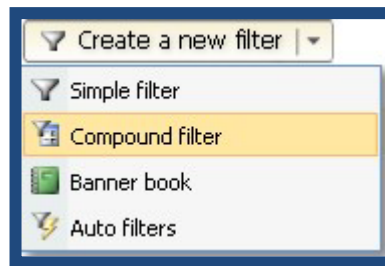 Create a new filter
Simple filter
Compound filter
Banner book
Auto filters